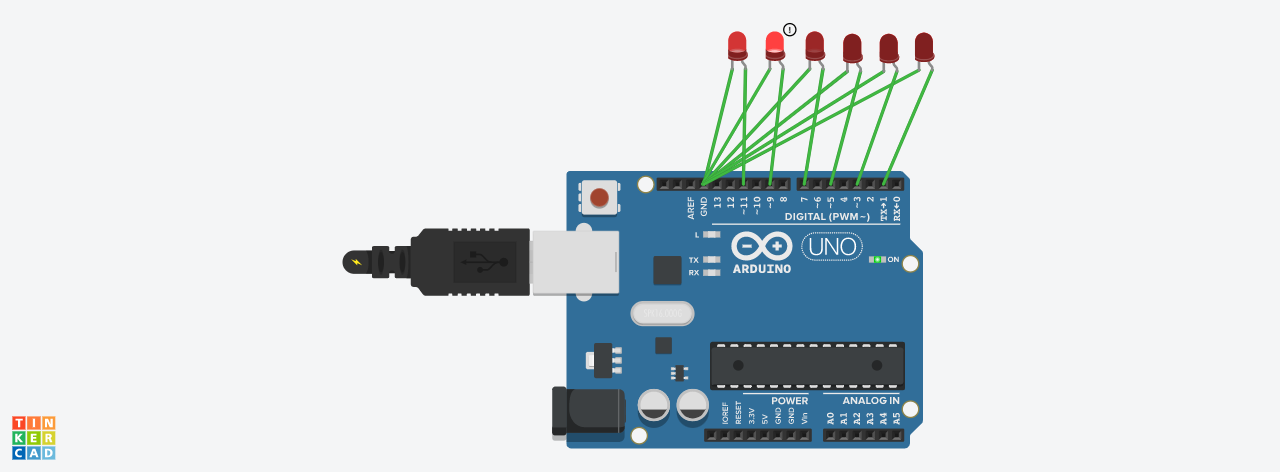 !
AREF
GND
13
12
~11
~10
~9
8
7
~6
~5
4
~3
2
TX→1
RX←0
DIGITAL (PWM~)
L
TX
RX
ARDUINO
UNO
ON
POWER
ANALOG IN
IOREF
RESET
3.3V
5V
GND
GND
Vin
A0
A1
A2
A3
A4
A5
TIN
KER
CAD